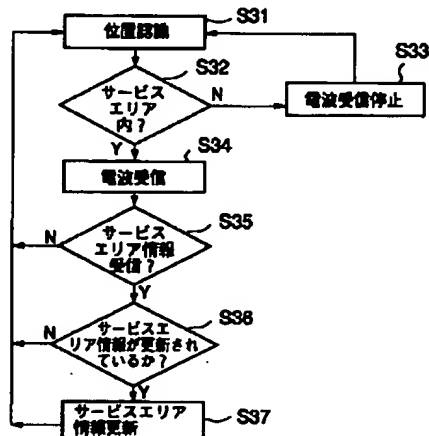 S31
位置認識
S32
サービス
エリア
内?
N
S33
電波受信停止
Y
S34
電波受信
S35
サービス
エリア情報
受信?
N
Y
S36
サービスエ
リア情報が更新され
ているか?
N
Y
サービスエリア
情報更新
S37